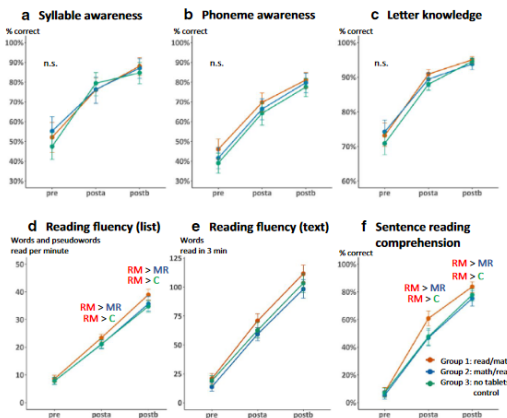 a Syllable awareness
% correct
n.s.
100%
90%
80%
70%
60%
50%
40%
30%
pre posta postb
b Phoneme awareness
% correct
n.s.
100%
90%
80%
70%
60%
50%
40%
30%
pre posta postb
c Letter knowledge
% correct
n.s.
100%
90%
80%
70%
60%
pre posta postb
d Reading fluency (list)
Words and pseudowords
read per minute
50
40
30
20
10
0
RM > MR
RM > C
RM > MR
RM > C
pre posta postb
e Reading fluency (text)
Words
read in 3 min
125
100
75
50
25
0
pre posta postb
f Sentence reading
comprehension
% correct
100%
80%
60%
40%
20%
0%
RM > MR
RM > C
RM > MR
RM > C
Group 1: read/mat
Group 2: math/rea
Group 3: no tablet
control
pre posta postb